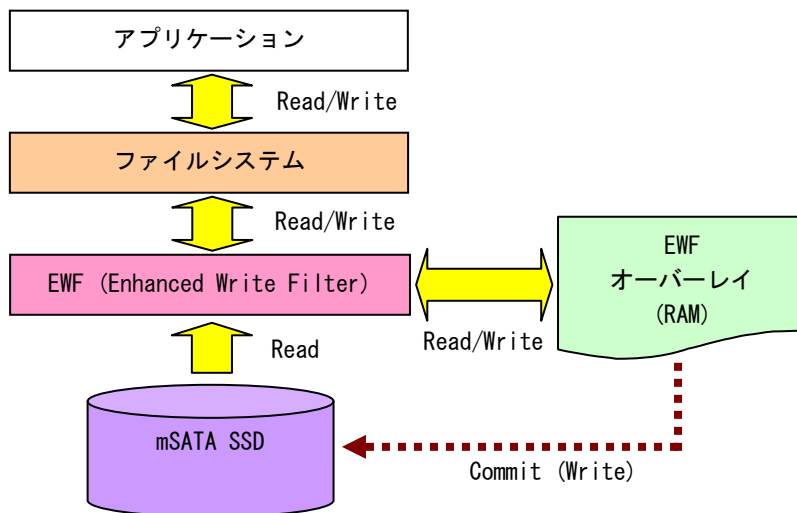 アプリケーション
Read/Write
ファイルシステム
Read/Write
EWF (Enhanced Write Filter)
EWF
オーバーレイ
(RAM)
Read/Write
Read
mSATA SSD
Commit (Write)